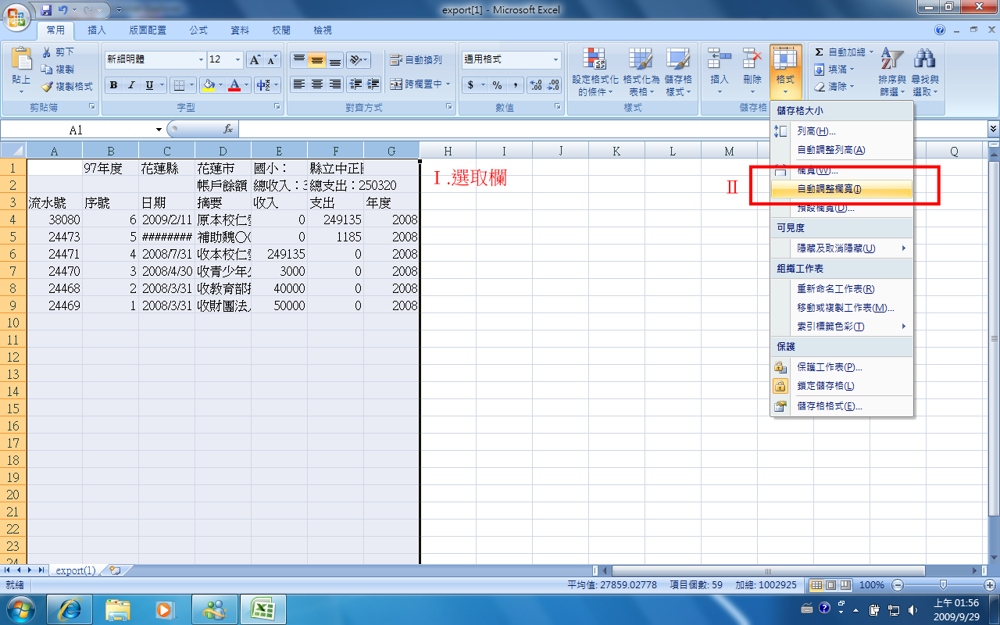 export[1] - Microsoft Excel
常用 插入 版面配置 公式 資料 校閱 檢視
貼上 剪下 複製 複製格式 剪貼簿
新細明體 12 B I U A 中 字型
自動換列 跨欄置中 對齊方式
通用格式 $ % , 數值
設定格式化的條件 格式化為表格 儲存格樣式 樣式
插入 刪除 格式 儲存格
Σ 自動加總 填滿 清除 排序與篩選 尋找與選取
A1 fx
A B C D E F G H I J K L M Q
1 97年度 花蓮縣 花蓮市 國小: 縣立中正
2 帳戶餘額 總收入: 總支出:250320
3 流水號 序號 日期 摘要 收入 支出 年度
4 38080 6 2009/2/11 原本校仁 0 249135 2008
5 24473 5 ######## 補助魏○ 0 1185 2008
6 24471 4 2008/7/31 收本校仁 249135 0 2008
7 24470 3 2008/4/30 收青少年 3000 0 2008
8 24468 2 2008/3/31 收教育部 40000 0 2008
9 24469 1 2008/3/31 收財團法 50000 0 2008
10
11
12
13
14
15
16
17
18
19
20
21
22
23
24
Ⅰ.選取欄
Ⅱ
儲存格大小
列高(H)...
自動調整列高(A)
欄寬(W)...
自動調整欄寬(I)
預設欄寬(D)...
可見度
隱藏及取消隱藏(U)
組織工作表
重新命名工作表(R)
移動或複製工作表(M)...
索引標籤色彩(T)
保護
保護工作表(P)...
鎖定儲存格(L)
儲存格格式(E)...
export(1)
就緒 平均值: 27859.02778 項目個數: 59 加總: 1002925 100%
上午 01:56
2009/9/29